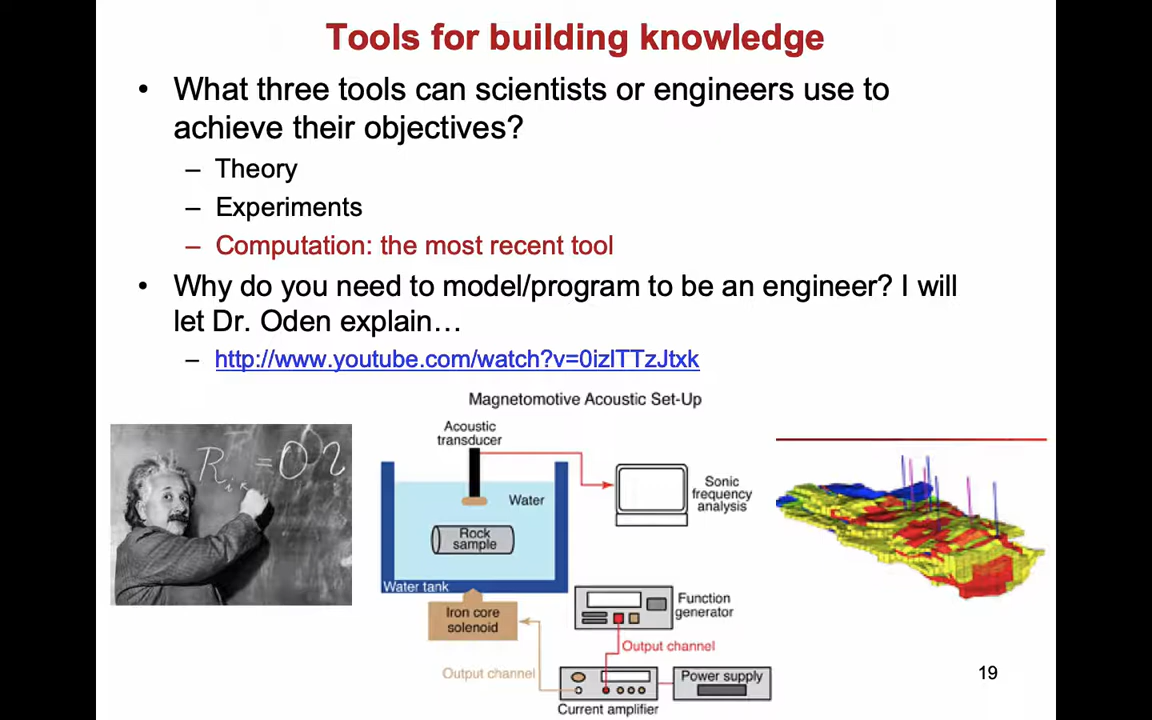 Tools for building knowledge
• What three tools can scientists or engineers use to
achieve their objectives?
– Theory
– Experiments
– Computation: the most recent tool
• Why do you need to model/program to be an engineer? I will
let Dr. Oden explain…
– http://www.youtube.com/watch?v=0izITTzJtxk
Magnetomotive Acoustic Set-Up
Acoustic
transducer
Water
Rock
sample
Water tank
Sonic
frequency
analysis
Iron core
solenoid
Function
generator
Output channel
Output channel
Power supply
Current amplifier
19